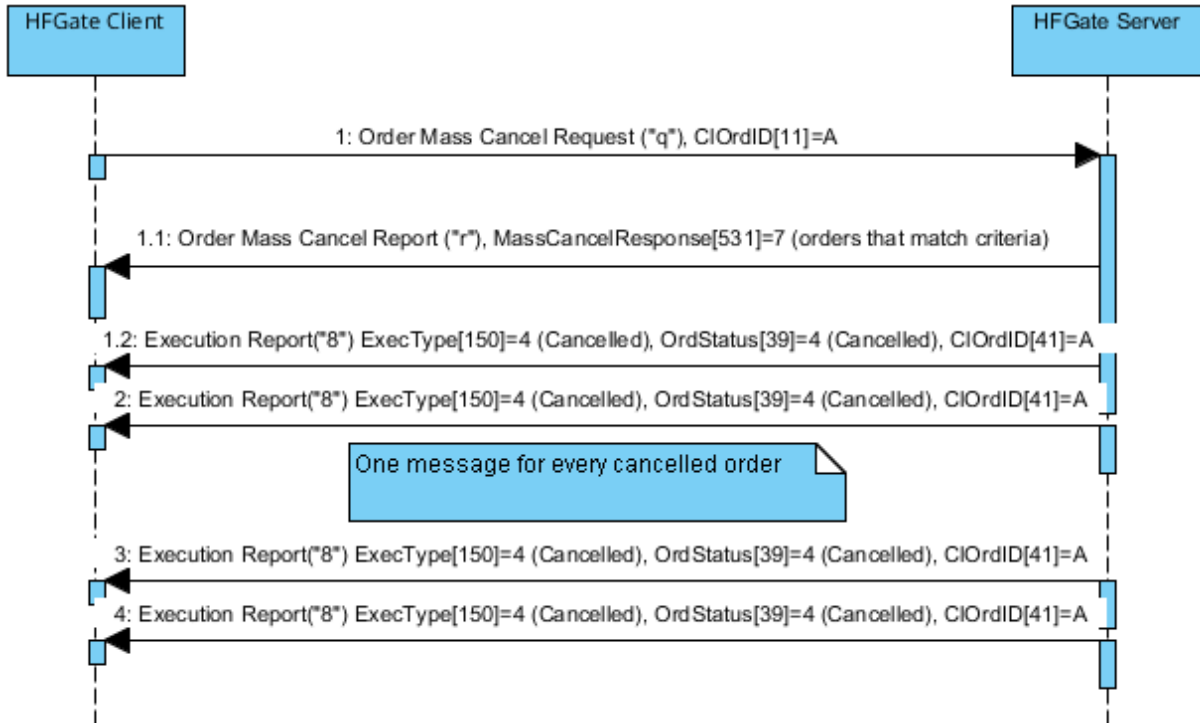 HFGate Client
HFGate Server
1: Order Mass Cancel Request ("q"), ClOrdID[11]=A
1.1: Order Mass Cancel Report ("r"), MassCancelResponse[531]=7 (orders that match criteria)
1.2: Execution Report("8") ExecType[150]=4 (Cancelled), OrdStatus[39]=4 (Cancelled), ClOrdID[41]=A
2: Execution Report("8") ExecType[150]=4 (Cancelled), OrdStatus[39]=4 (Cancelled), ClOrdID[41]=A
One message for every cancelled order
3: Execution Report("8") ExecType[150]=4 (Cancelled), OrdStatus[39]=4 (Cancelled), ClOrdID[41]=A
4: Execution Report("8") ExecType[150]=4 (Cancelled), OrdStatus[39]=4 (Cancelled), ClOrdID[41]=A